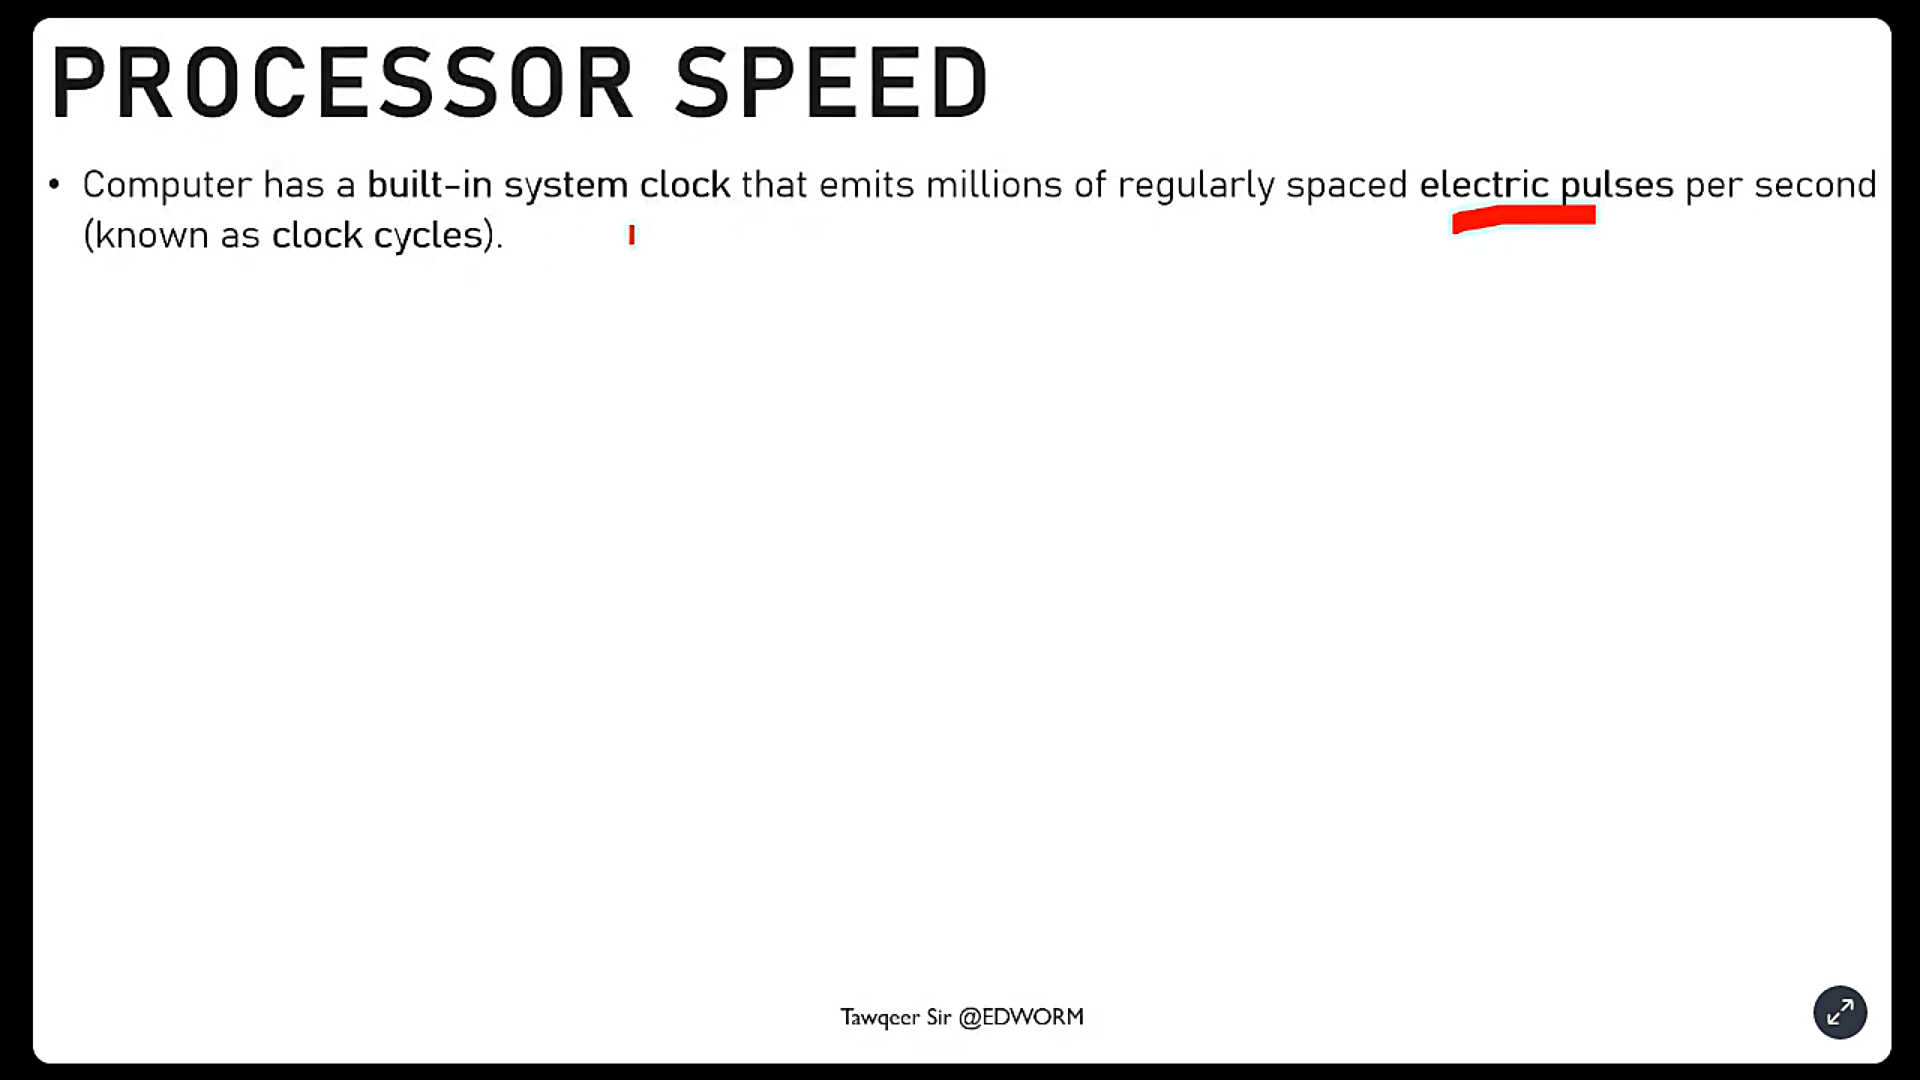 PROCESSOR SPEED
• Computer has a built-in system clock that emits millions of regularly spaced electric pulses per second
(known as clock cycles).
Tawqeer Sir @EDWORM